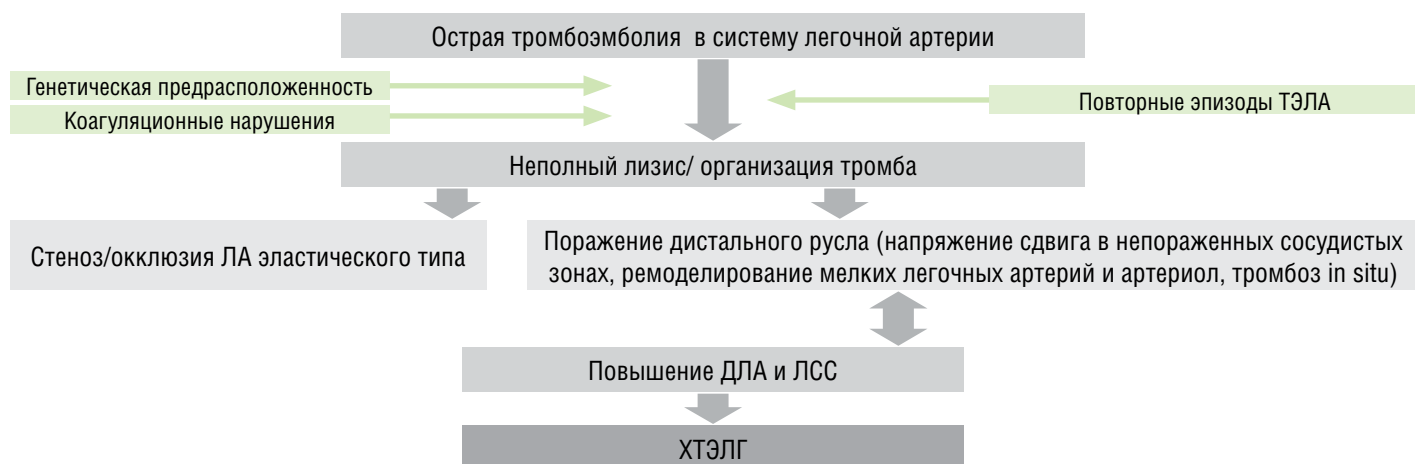 Острая тромбоэмболия в систему легочной артерии
Генетическая предрасположенность
Коагуляционные нарушения
Повторные эпизоды ТЭЛА
Неполный лизис/ организация тромба
Стеноз/окклюзия ЛА эластического типа
Поражение дистального русла (напряжение сдвига в непораженных сосудистых
зонах, ремоделирование мелких легочных артерий и артериол, тромбоз in situ)
Повышение ДЛА и ЛСС
ХТЭЛГ